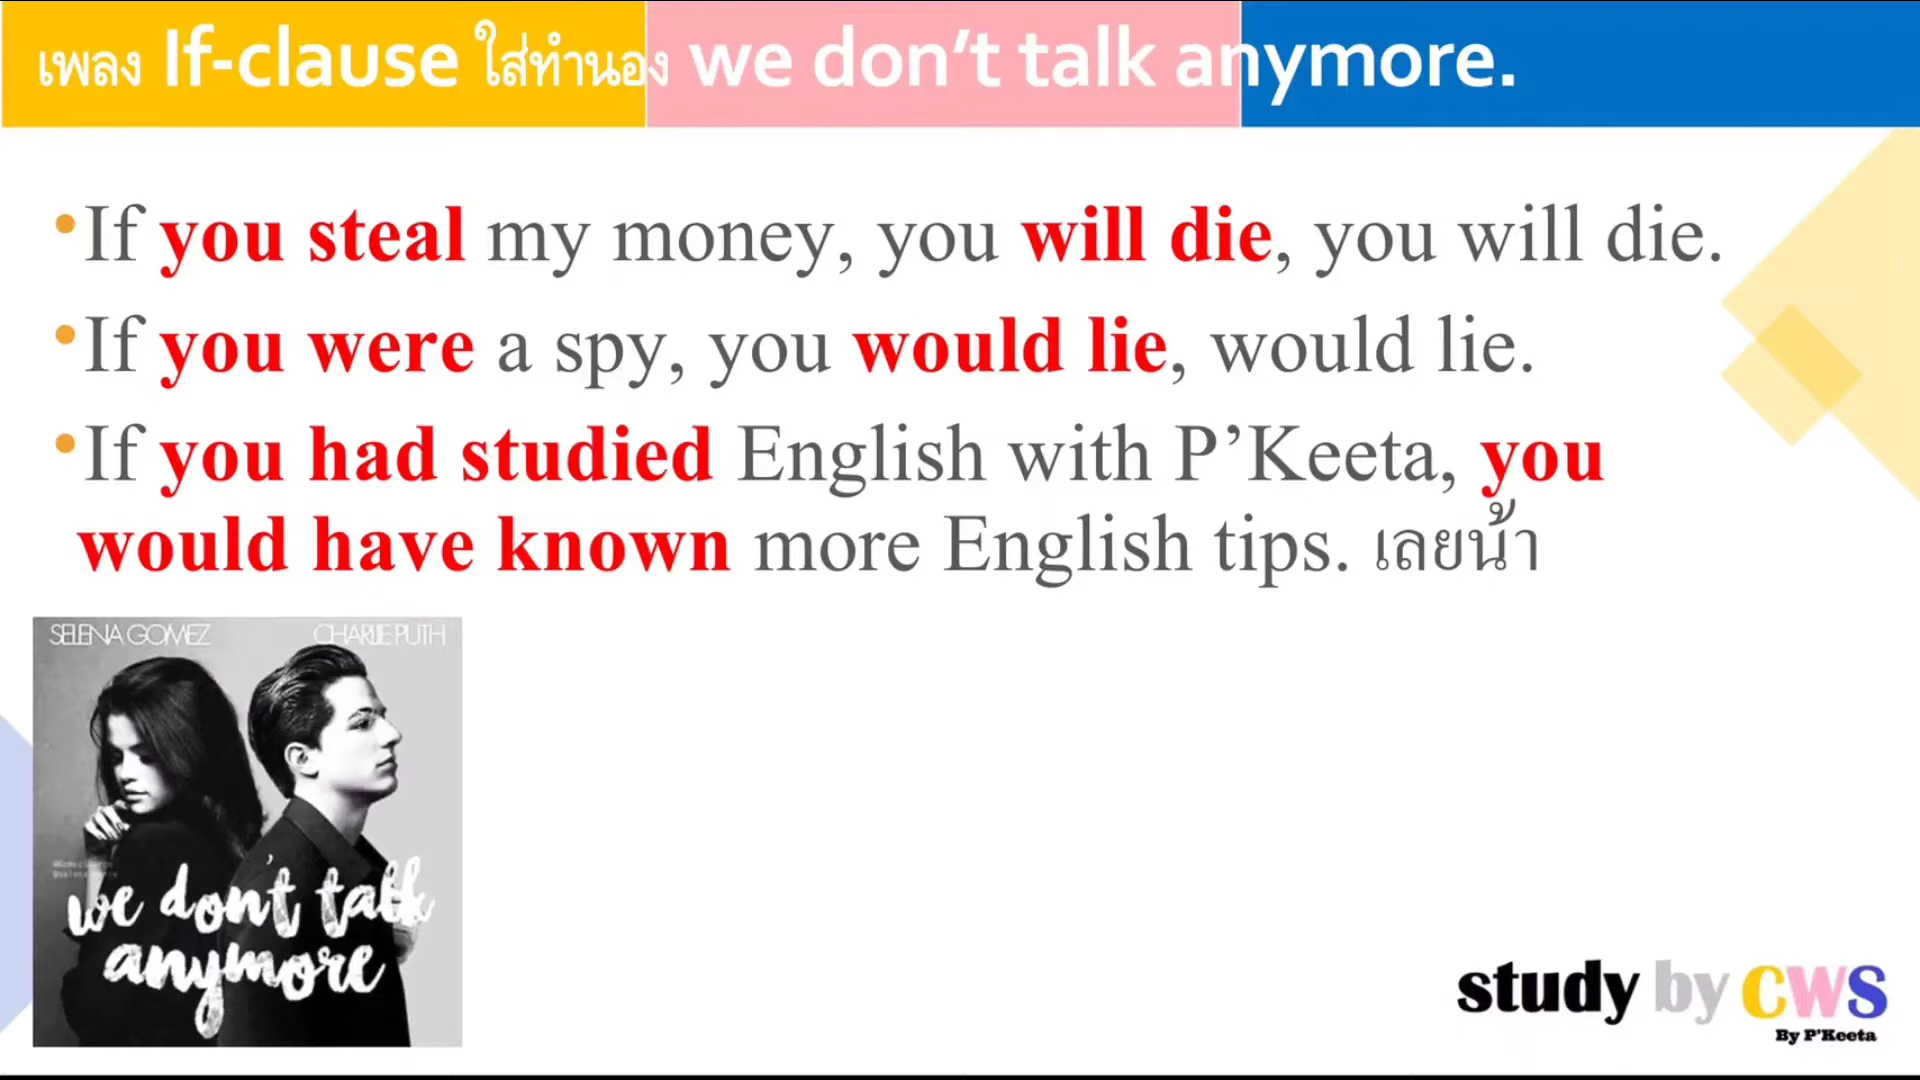 เพลง If-clause ใส่ทำนอง we don’t talk anymore.
•If you steal my money, you will die, you will die.
•If you were a spy, you would lie, would lie.
•If you had studied English with P’Keeta, you
would have known more English tips. เลยน้า
SELENA GOMEZ CHARLIE PUTH
we don't talk
anymore
study by CWS
By P'Keeta